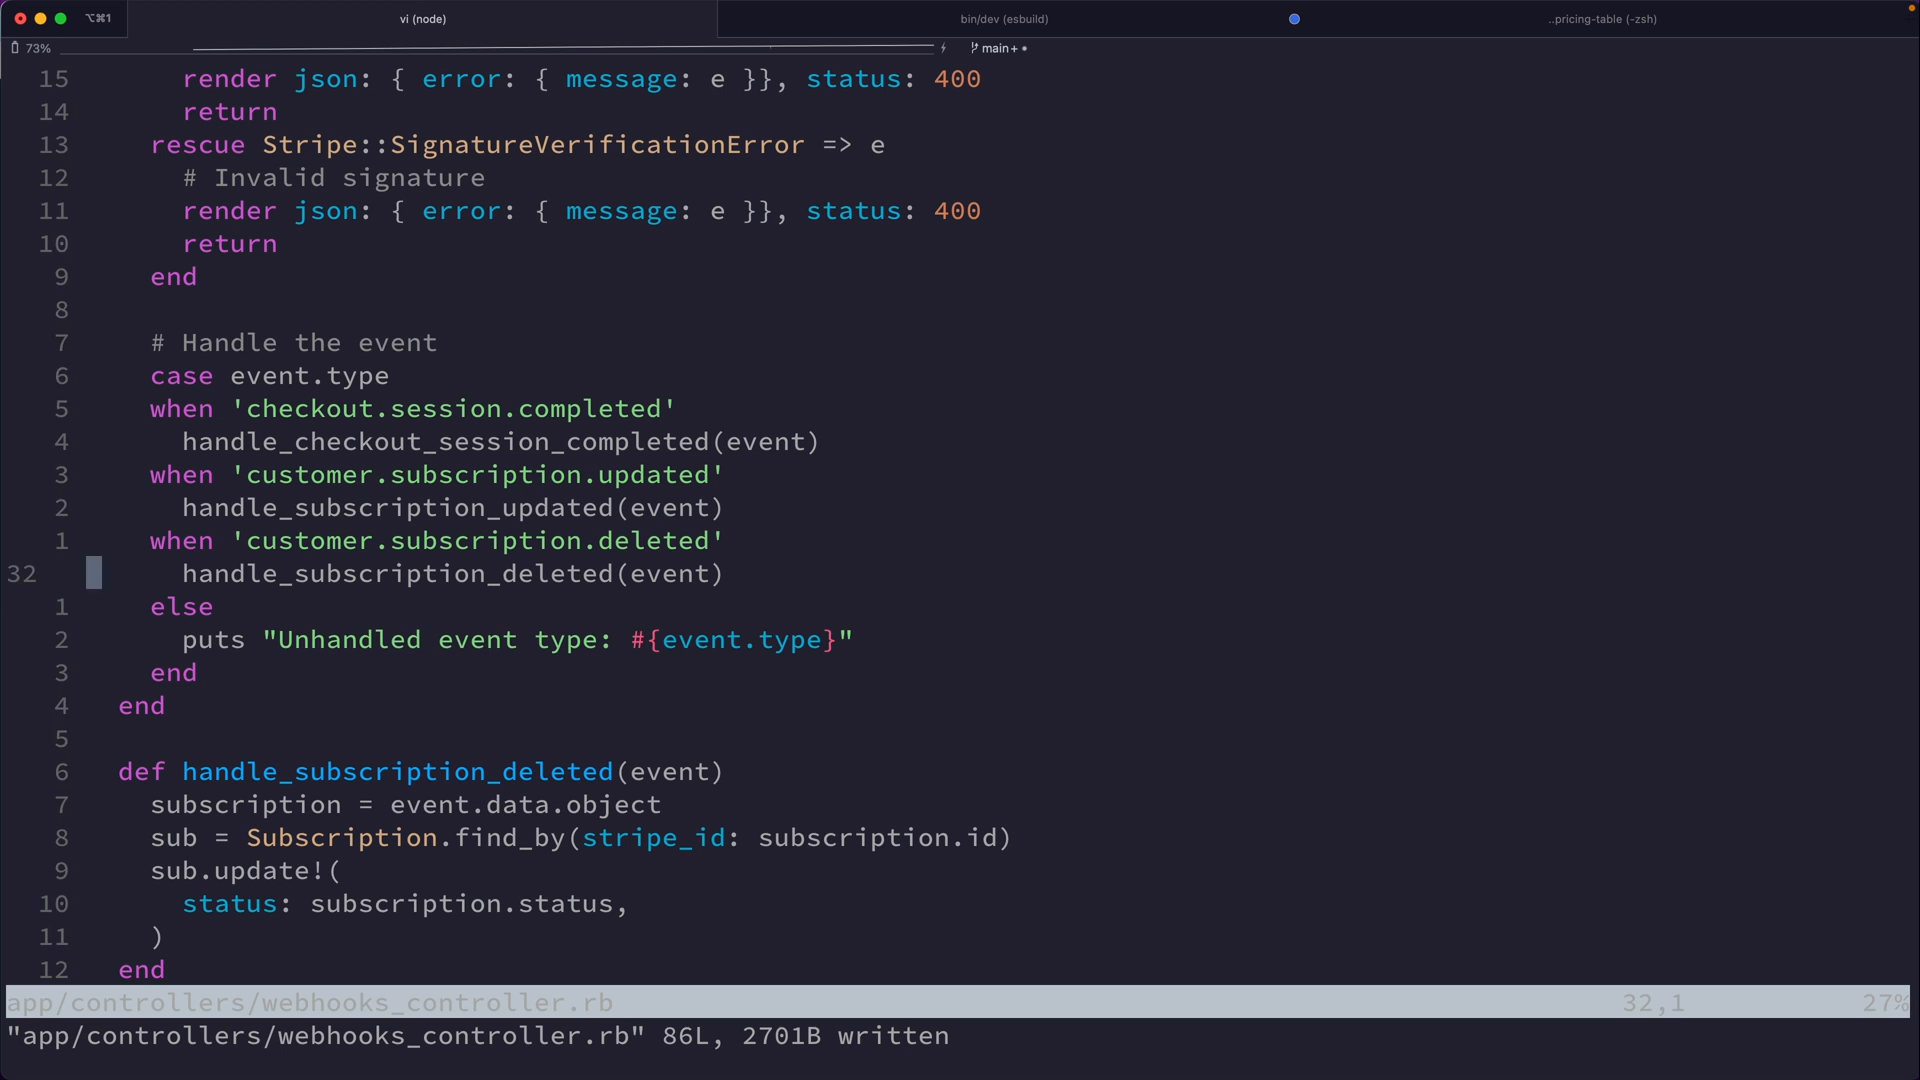 ⌥⌘1 vi (node) bin/dev (esbuild) ..pricing-table (-zsh)
73% main+ •
15 render json: { error: { message: e }}, status: 400
14 return
13 rescue Stripe::SignatureVerificationError => e
12 # Invalid signature
11 render json: { error: { message: e }}, status: 400
10 return
9 end
8
7 # Handle the event
6 case event.type
5 when 'checkout.session.completed'
4 handle_checkout_session_completed(event)
3 when 'customer.subscription.updated'
2 handle_subscription_updated(event)
1 when 'customer.subscription.deleted'
32 handle_subscription_deleted(event)
1 else
2 puts "Unhandled event type: #{event.type}"
3 end
4 end
5
6 def handle_subscription_deleted(event)
7 subscription = event.data.object
8 sub = Subscription.find_by(stripe_id: subscription.id)
9 sub.update!(
10 status: subscription.status,
11 )
12 end
app/controllers/webhooks_controller.rb 32,1 27%
"app/controllers/webhooks_controller.rb" 86L, 2701B written